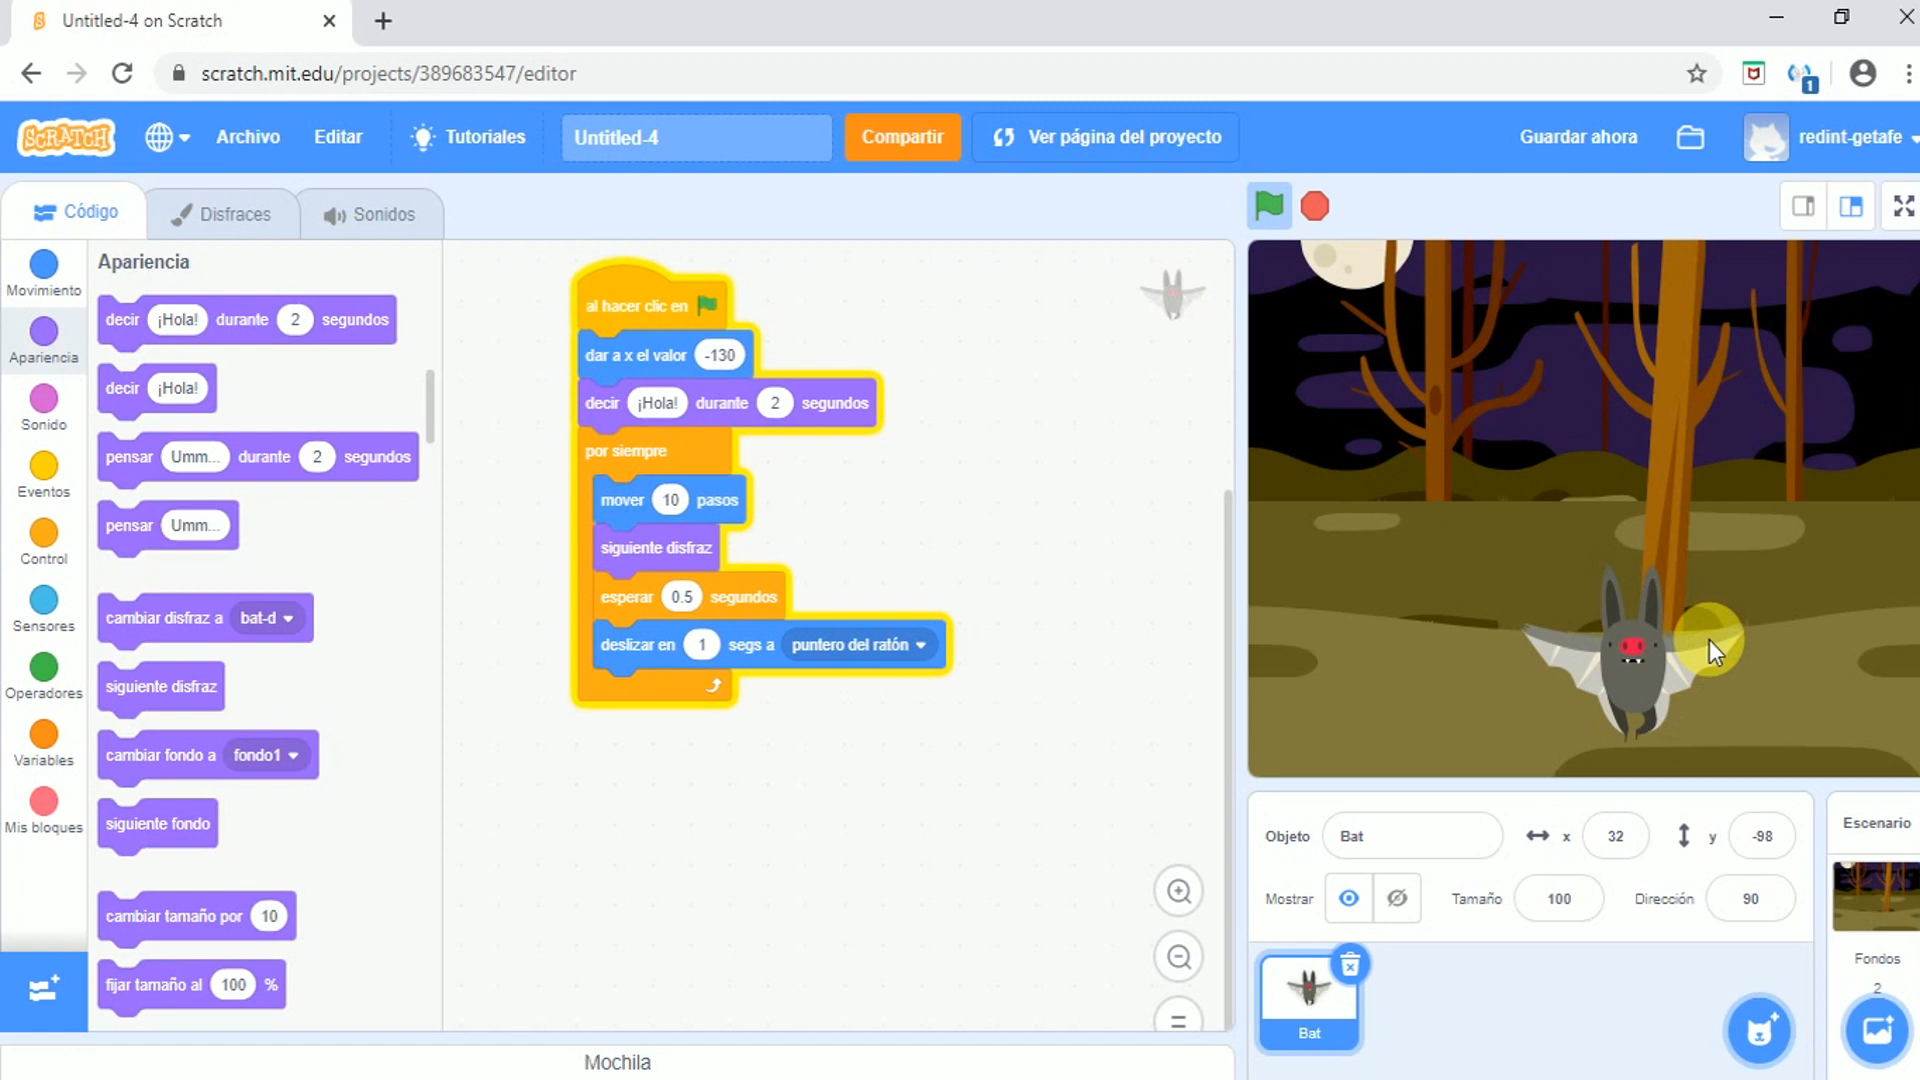 Untitled-4 on Scratch
scratch.mit.edu/projects/389683547/editor
1
SCRATCH
Archivo
Editar
Tutoriales
Untitled-4
Compartir
Ver página del proyecto
Guardar ahora
redint-getafe
Código
Disfraces
Sonidos
Movimiento
Apariencia
Sonido
Eventos
Control
Sensores
Operadores
Variables
Mis bloques
Apariencia
decir ¡Hola! durante 2 segundos
decir ¡Hola!
pensar Umm... durante 2 segundos
pensar Umm...
cambiar disfraz a bat-d
siguiente disfraz
cambiar fondo a fondo1
siguiente fondo
cambiar tamaño por 10
fijar tamaño al 100 %
al hacer clic en
dar a x el valor -130
decir ¡Hola! durante 2 segundos
por siempre
mover 10 pasos
siguiente disfraz
esperar 0.5 segundos
deslizar en 1 segs a puntero del ratón
Mochila
Objeto Bat x 32 y -98
Mostrar Tamaño 100 Dirección 90
Bat
Escenario
Fondos
2